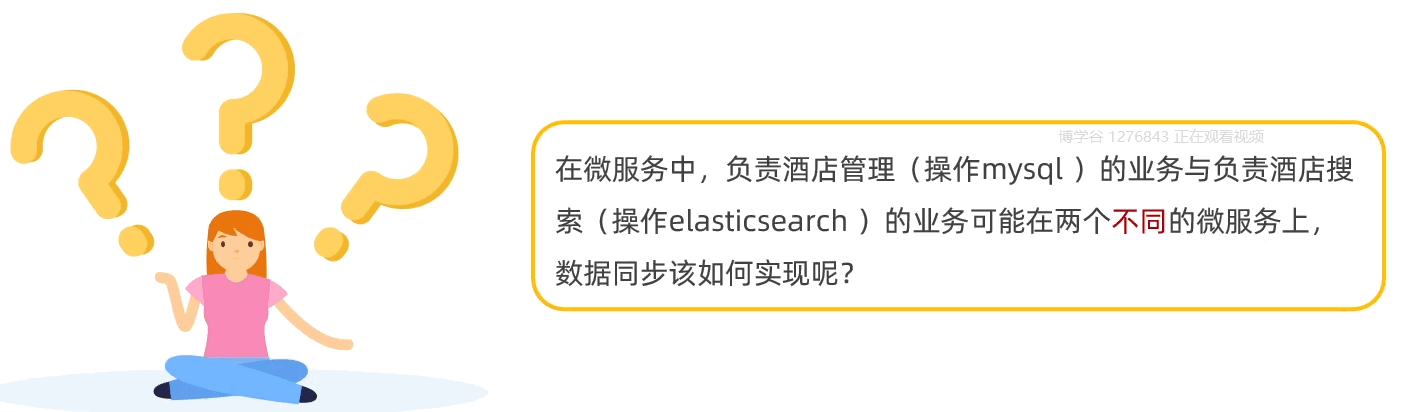 博学谷 1276843 正在观看视频
在微服务中，负责酒店管理（操作mysql ）的业务与负责酒店搜
索（操作elasticsearch ）的业务可能在两个不同的微服务上，
数据同步该如何实现呢？